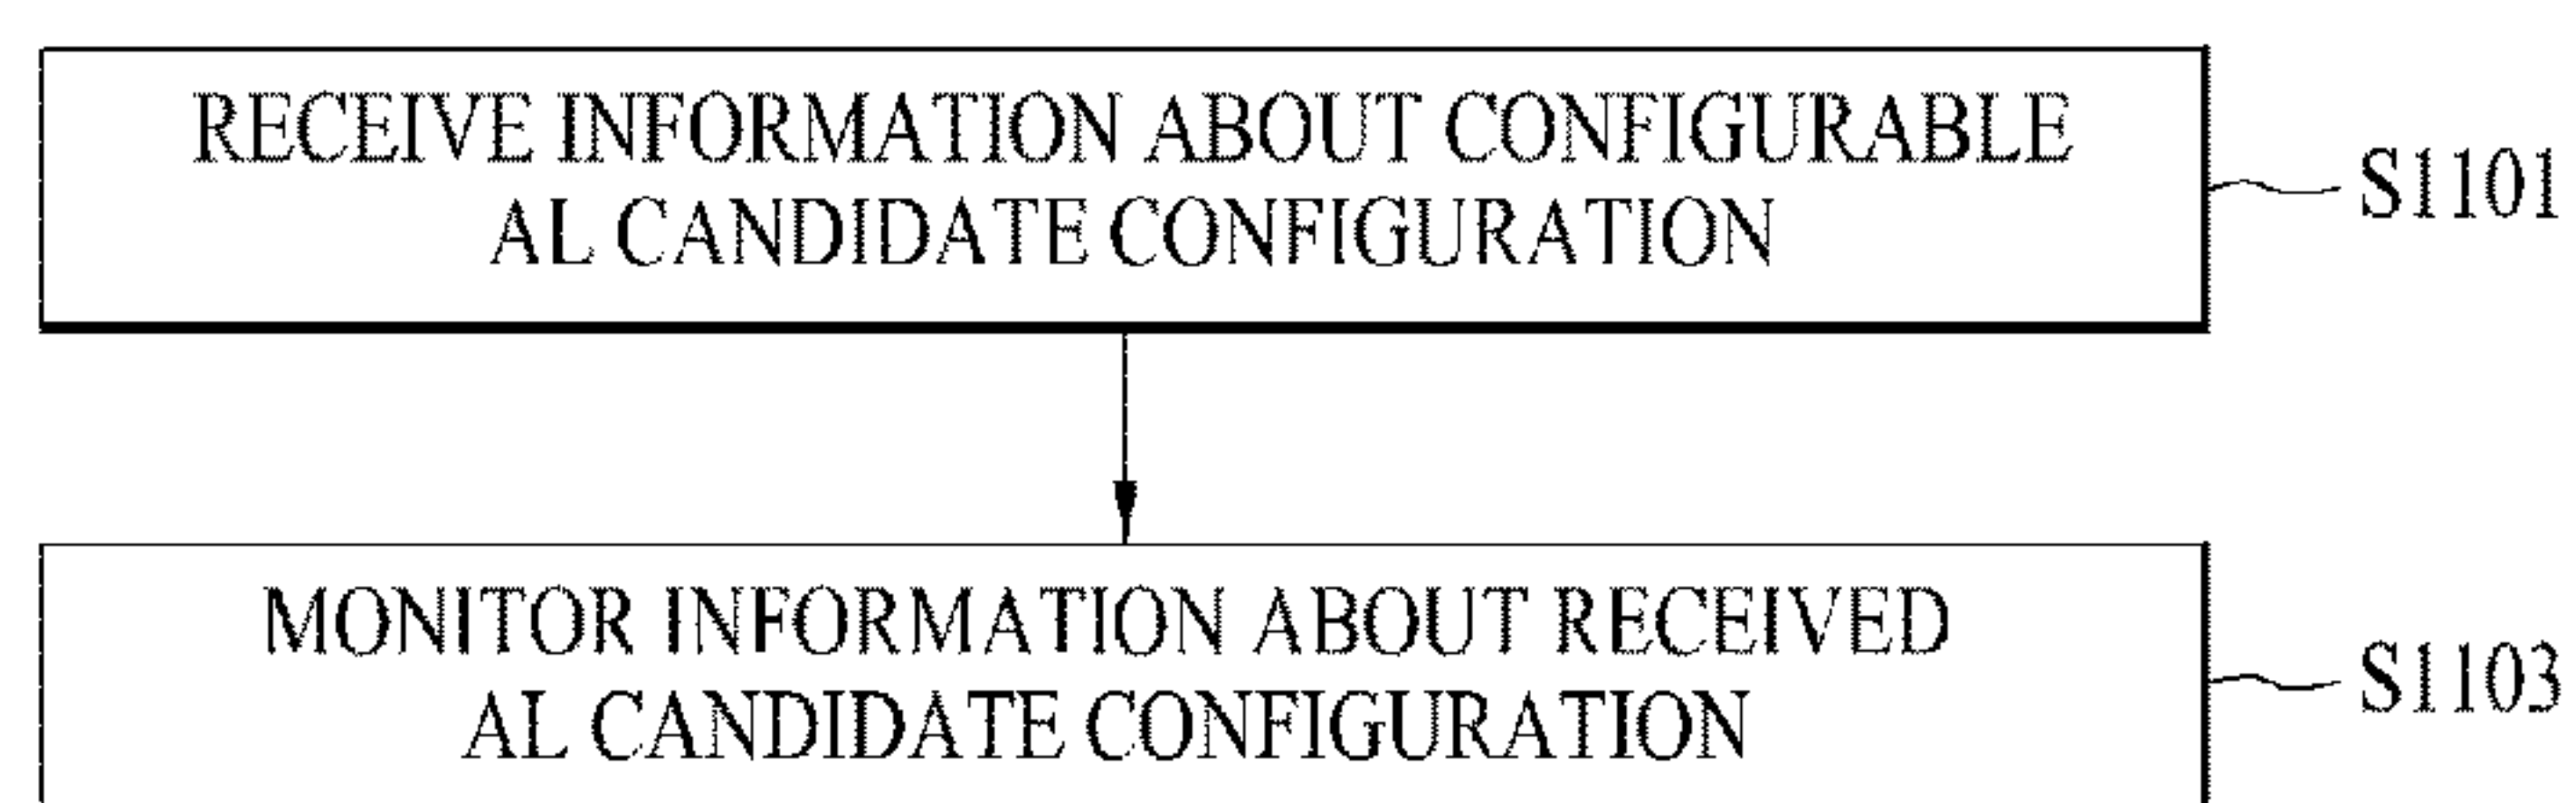 RECEIVE INFORMATION ABOUT CONFIGURABLE
AL CANDIDATE CONFIGURATION
S1101
MONITOR INFORMATION ABOUT RECEIVED
AL CANDIDATE CONFIGURATION
S1103